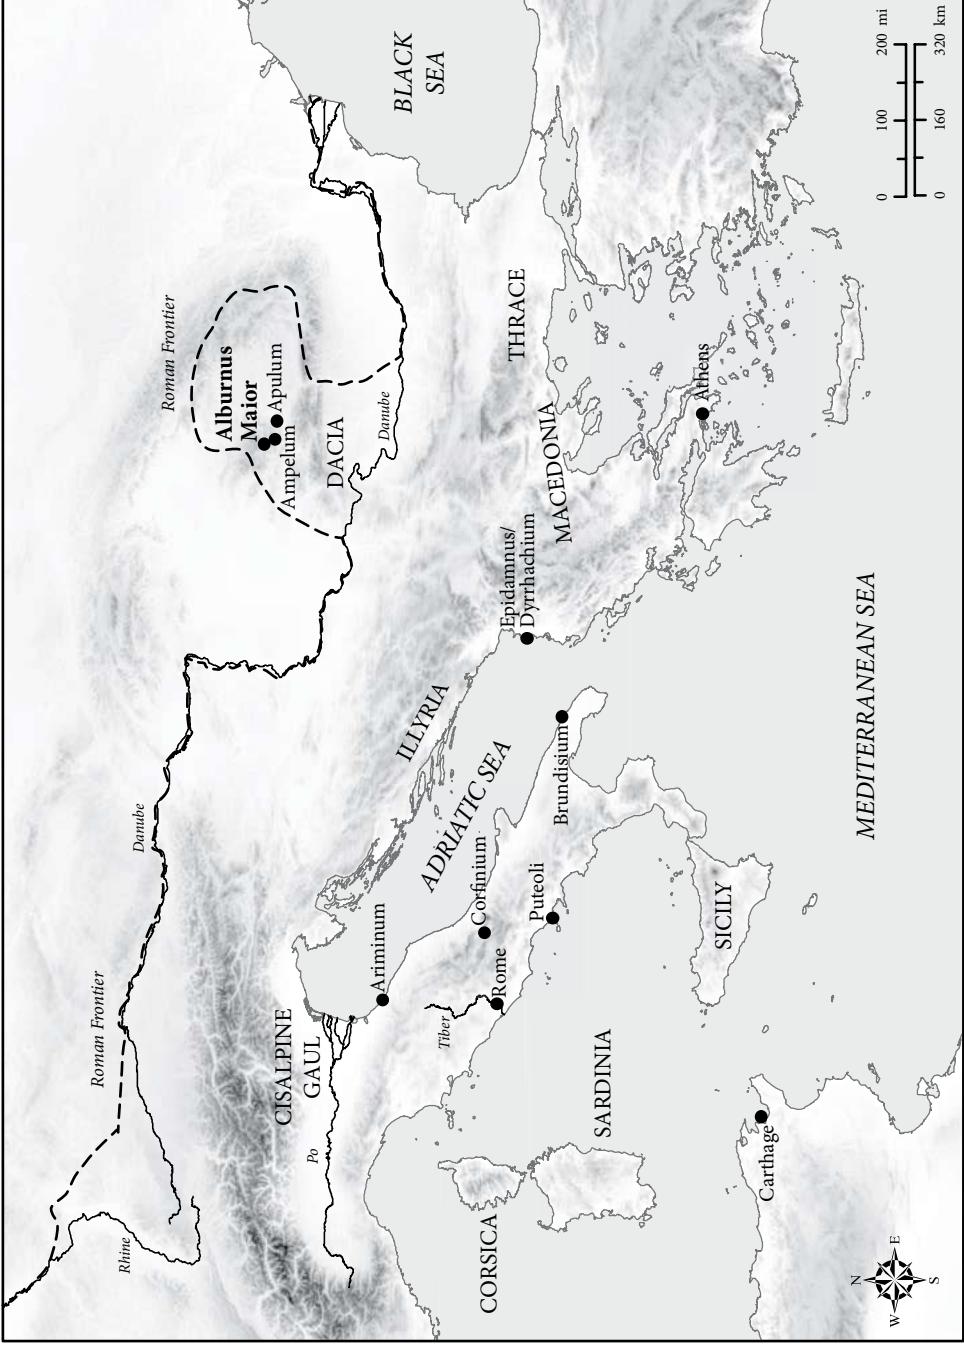 Roman Frontier
Rhine
Danube
Roman Frontier
Alburnus
Maior
Apulum
Ampelum
DACIA
Danube
BLACK
SEA
CISALPINE
GAUL
Po
Ariminum
Tiber
Rome
Corfinium
Puteoli
Brundisium
ADRIATIC SEA
ILLYRIA
Epidamnus/
Dyrrhachium
MACEDONIA
THRACE
Athens
CORSICA
SARDINIA
SICILY
Carthage
MEDITERRANEAN SEA
N
W
E
S
0 100 200 mi
0 160 320 km